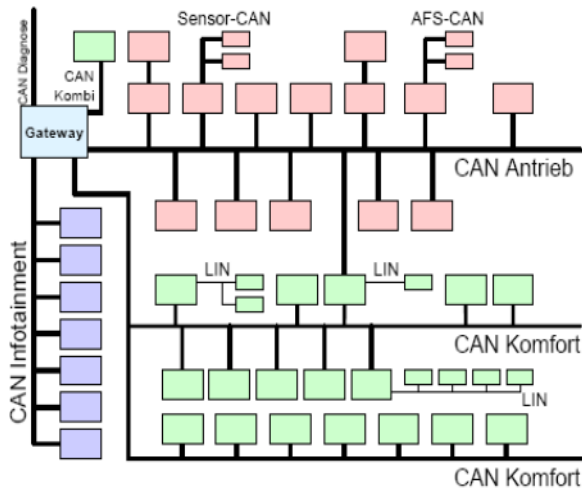 Sensor-CAN
AFS-CAN
CAN Diagnose
CAN
Kombi
Gateway
CAN Antrieb
LIN
LIN
CAN Infotainment
CAN Komfort
LIN
CAN Komfort